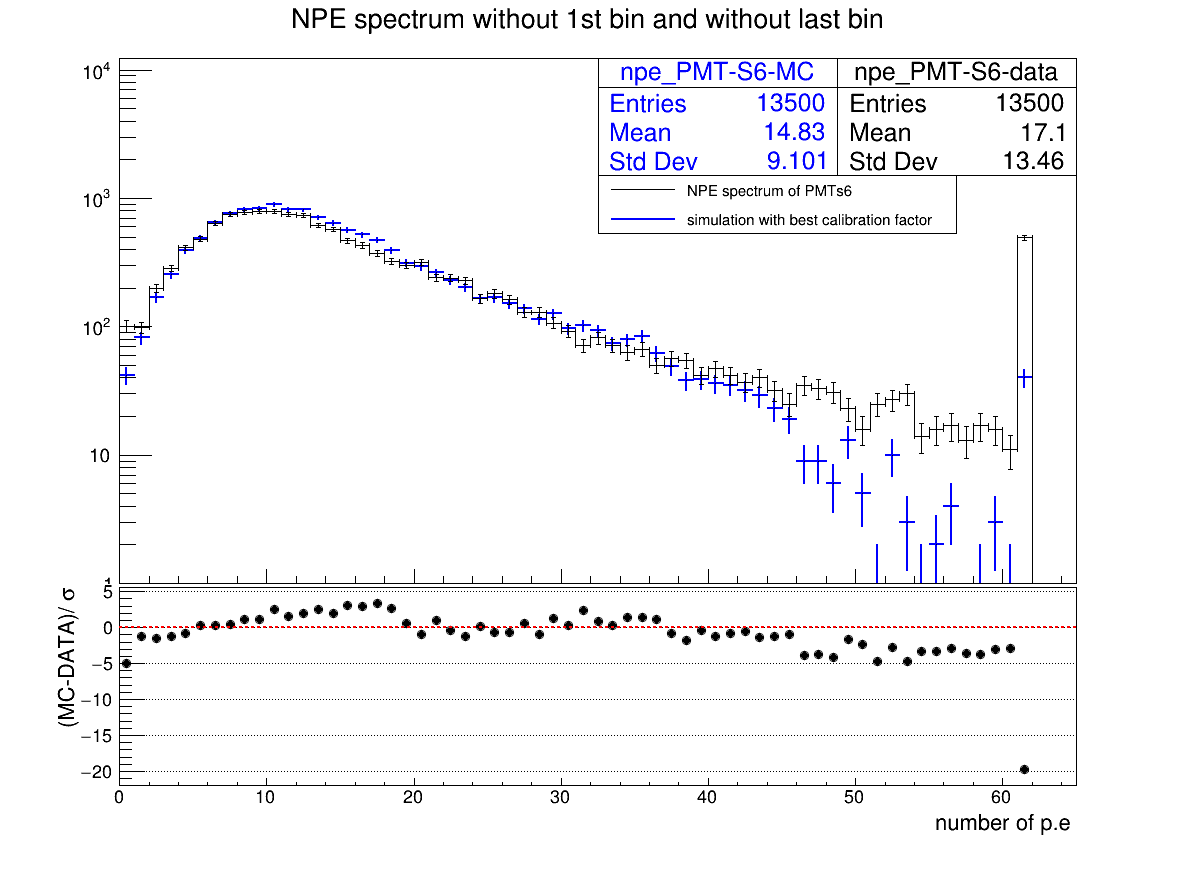 NPE spectrum without 1st bin and without last bin
npe_PMT-S6-MC npe_PMT-S6-data
Entries 13500 Entries 13500
Mean 14.83 Mean 17.1
Std Dev 9.101 Std Dev 13.46
NPE spectrum of PMTs6
simulation with best calibration factor
10^4
10^3
10^2
10
1
(MC-DATA)/ σ
5
0
−5
−10
−15
−20
0 10 20 30 40 50 60
number of p.e